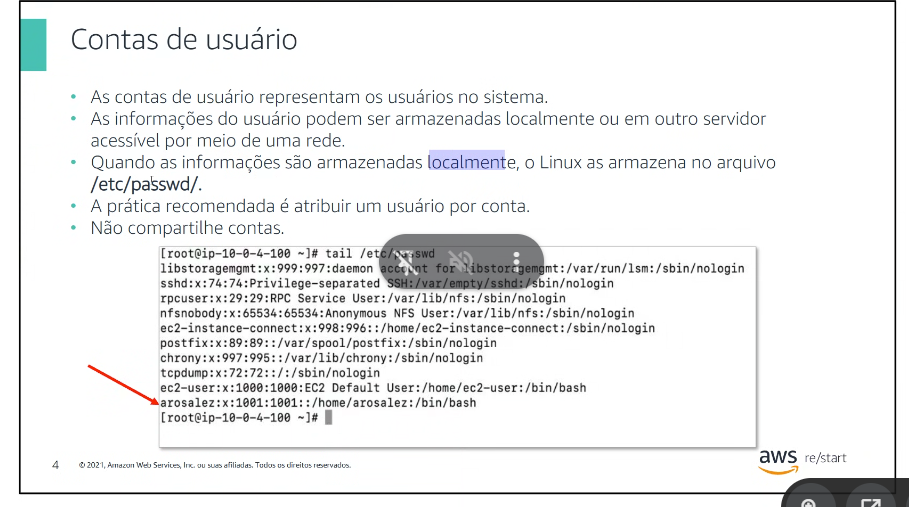 Contas de usuário
• As contas de usuário representam os usuários no sistema.
• As informações do usuário podem ser armazenadas localmente ou em outro servidor
acessível por meio de uma rede.
• Quando as informações são armazenadas localmente, o Linux as armazena no arquivo
/etc/passwd/.
• A prática recomendada é atribuir um usuário por conta.
• Não compartilhe contas.
[root@ip-10-0-4-100 ~]# tail /etc/passwd
libstoragemgmt:x:999:997:daemon account for libstoragemgmt:/var/run/lsm:/sbin/nologin
sshd:x:74:74:Privilege-separated SSH:/var/empty/sshd:/sbin/nologin
rpcuser:x:29:29:RPC Service User:/var/lib/nfs:/sbin/nologin
nfsnobody:x:65534:65534:Anonymous NFS User:/var/lib/nfs:/sbin/nologin
ec2-instance-connect:x:998:996::/home/ec2-instance-connect:/sbin/nologin
postfix:x:89:89::/var/spool/postfix:/sbin/nologin
chrony:x:997:995::/var/lib/chrony:/sbin/nologin
tcpdump:x:72:72::/:/sbin/nologin
ec2-user:x:1000:1000:EC2 Default User:/home/ec2-user:/bin/bash
arosalez:x:1001:1001::/home/arosalez:/bin/bash
[root@ip-10-0-4-100 ~]#
4 © 2021, Amazon Web Services, Inc. ou suas afiliadas. Todos os direitos reservados.
aws re/start